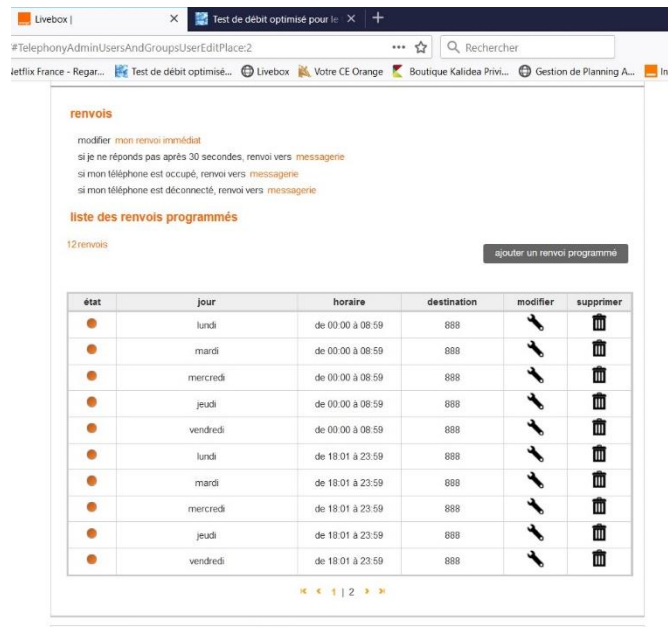 Livebox |
Test de débit optimisé pour le
#TelephonyAdminUsersAndGroupsUserEditPlace:2
Rechercher
Netflix France - Regar... Test de débit optimisé... Livebox Votre CE Orange Boutique Kalidea Privi... Gestion de Planning A... In
renvois
modifier mon renvoi immédiat
si je ne réponds pas après 30 secondes, renvoi vers messagerie
si mon téléphone est occupé, renvoi vers messagerie
si mon téléphone est déconnecté, renvoi vers messagerie
liste des renvois programmés
12 renvois
ajouter un renvoi programmé
état jour horaire destination modifier supprimer
lundi de 00:00 à 08:59 888
mardi de 00:00 à 08:59 888
mercredi de 00:00 à 08:59 888
jeudi de 00:00 à 08:59 888
vendredi de 00:00 à 08:59 888
lundi de 18:01 à 23:59 888
mardi de 18:01 à 23:59 888
mercredi de 18:01 à 23:59 888
jeudi de 18:01 à 23:59 888
vendredi de 18:01 à 23:59 888
1 | 2